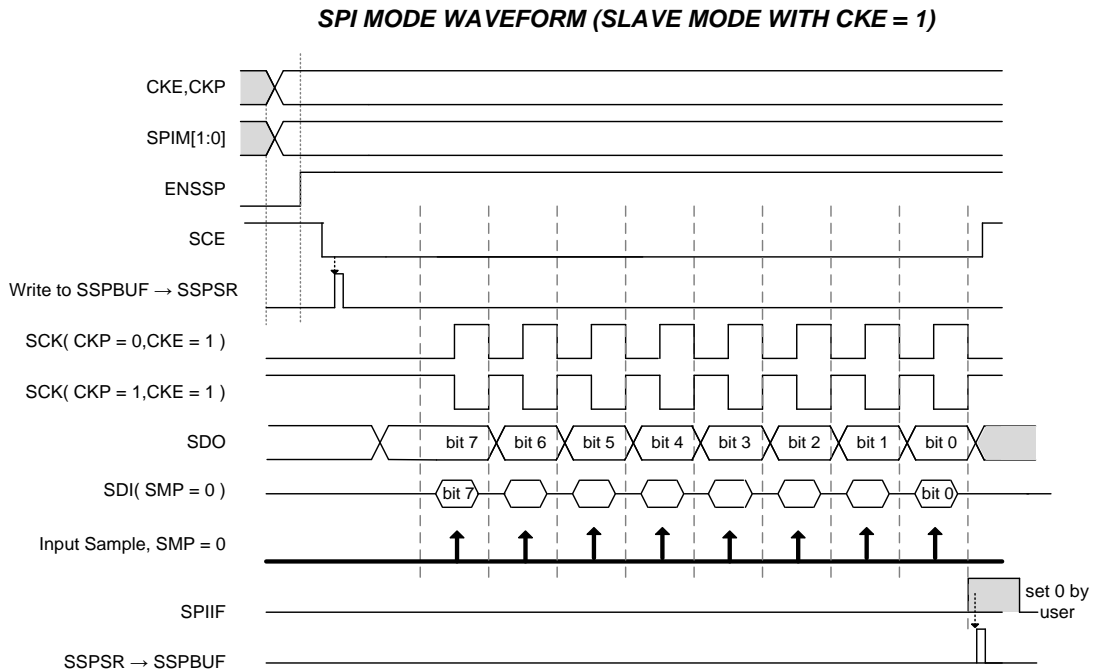 SPI MODE WAVEFORM (SLAVE MODE WITH CKE = 1)
CKE,CKP
SPIM[1:0]
ENSSP
SCE
Write to SSPBUF → SSPSR
SCK( CKP = 0,CKE = 1 )
SCK( CKP = 1,CKE = 1 )
SDO bit 7 bit 6 bit 5 bit 4 bit 3 bit 2 bit 1 bit 0
SDI( SMP = 0 ) bit 7 bit 0
Input Sample, SMP = 0
SPIIF set 0 by
user
SSPSR → SSPBUF